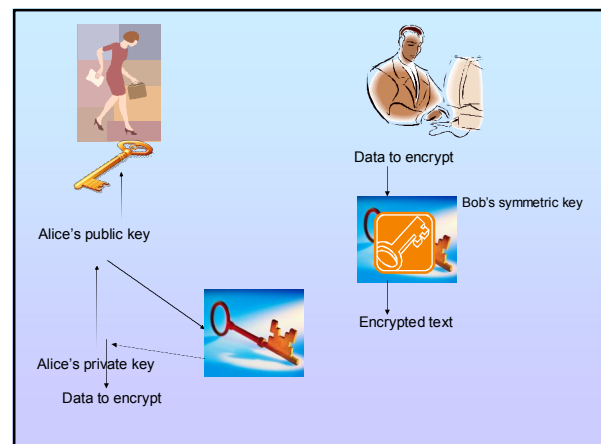 Alice's public key
Alice's private key
Data to encrypt
Data to encrypt
Bob's symmetric key
Encrypted text